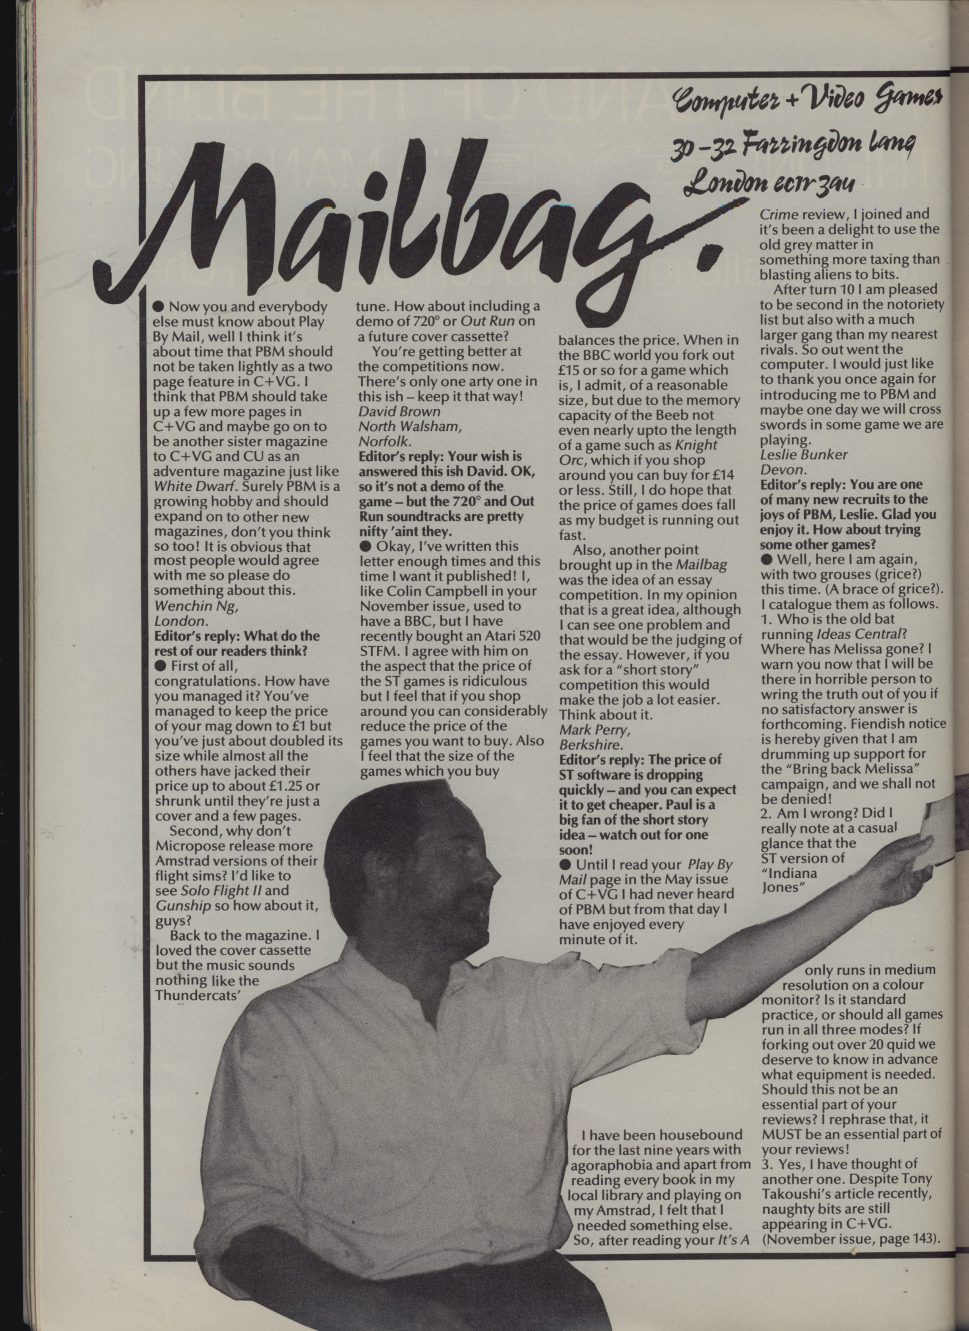 Computer + Video Games
30-32 Farringdon Lane
London EC1R 3AU
Mailbag.
● Now you and everybody
else must know about Play
By Mail, well I think it's
about time that PBM should
not be taken lightly as a two
page feature in C+VG. I
think that PBM should take
up a few more pages in
C+VG and maybe go on to
be another sister magazine
to C+VG and CU as an
adventure magazine just like
White Dwarf. Surely PBM is a
growing hobby and should
expand on to other new
magazines, don't you think
so too! It is obvious that
most people would agree
with me so please do
something about this.
Wenchin Ng,
London.
Editor's reply: What do the
rest of our readers think?
● First of all,
congratulations. How have
you managed it? You've
managed to keep the price
of your mag down to £1 but
you've just about doubled its
size while almost all the
others have jacked their
price up to about £1.25 or
shrunk until they're just a
cover and a few pages.
Second, why don't
Micropose release more
Amstrad versions of their
flight sims? I'd like to
see Solo Flight II and
Gunship so how about it,
guys?
Back to the magazine. I
loved the cover cassette
but the music sounds
nothing like the
Thundercats'
tune. How about including a
demo of 720° or Out Run on
a future cover cassette?
You're getting better at
the competitions now.
There's only one arty one in
this ish – keep it that way!
David Brown
North Walsham,
Norfolk.
Editor's reply: Your wish is
answered this ish David. OK,
so it's not a demo of the
game – but the 720° and Out
Run soundtracks are pretty
nifty 'aint they.
● Okay, I've written this
letter enough times and this
time I want it published! I,
like Colin Campbell in your
November issue, used to
have a BBC, but I have
recently bought an Atari 520
STFM. I agree with him on
the aspect that the price of
the ST games is ridiculous
but I feel that if you shop
around you can considerably
reduce the price of the
games you want to buy. Also
I feel that the size of the
games which you buy
balances the price. When in
the BBC world you fork out
£15 or so for a game which
is, I admit, of a reasonable
size, but due to the memory
capacity of the Beeb not
even nearly upto the length
of a game such as Knight
Orc, which if you shop
around you can buy for £14
or less. Still, I do hope that
the price of games does fall
as my budget is running out
fast.
Also, another point
brought up in the Mailbag
was the idea of an essay
competition. In my opinion
that is a great idea, although
I can see one problem and
that would be the judging of
the essay. However, if you
ask for a "short story"
competition this would
make the job a lot easier.
Think about it.
Mark Perry,
Berkshire.
Editor's reply: The price of
ST software is dropping
quickly – and you can expect
it to get cheaper. Paul is a
big fan of the short story
idea – watch out for one
soon!
● Until I read your Play By
Mail page in the May issue
of C+VG I had never heard
of PBM but from that day I
have enjoyed every
minute of it.
I have been housebound
for the last nine years with
agoraphobia and apart from
reading every book in my
local library and playing on
my Amstrad, I felt that I
needed something else.
So, after reading your It's A
Crime review, I joined and
it's been a delight to use the
old grey matter in
something more taxing than
blasting aliens to bits.
After turn 10 I am pleased
to be second in the notoriety
list but also with a much
larger gang than my nearest
rivals. So out went the
computer. I would just like
to thank you once again for
introducing me to PBM and
maybe one day we will cross
swords in some game we are
playing.
Leslie Bunker
Devon.
Editor's reply: You are one
of many new recruits to the
joys of PBM, Leslie. Glad you
enjoy it. How about trying
some other games?
● Well, here I am again,
with two grouses (grice?)
this time. (A brace of grice?).
I catalogue them as follows.
1. Who is the old bat
running Ideas Central?
Where has Melissa gone? I
warn you now that I will be
there in horrible person to
wring the truth out of you if
no satisfactory answer is
forthcoming. Fiendish notice
is hereby given that I am
drumming up support for
the "Bring back Melissa"
campaign, and we shall not
be denied!
2. Am I wrong? Did I
really note at a casual
glance that the
ST version of
"Indiana
Jones"
only runs in medium
resolution on a colour
monitor? Is it standard
practice, or should all games
run in all three modes? If
forking out over 20 quid we
deserve to know in advance
what equipment is needed.
Should this not be an
essential part of your
reviews? I rephrase that, it
MUST be an essential part of
your reviews!
3. Yes, I have thought of
another one. Despite Tony
Takoushi's article recently,
naughty bits are still
appearing in C+VG.
(November issue, page 143).